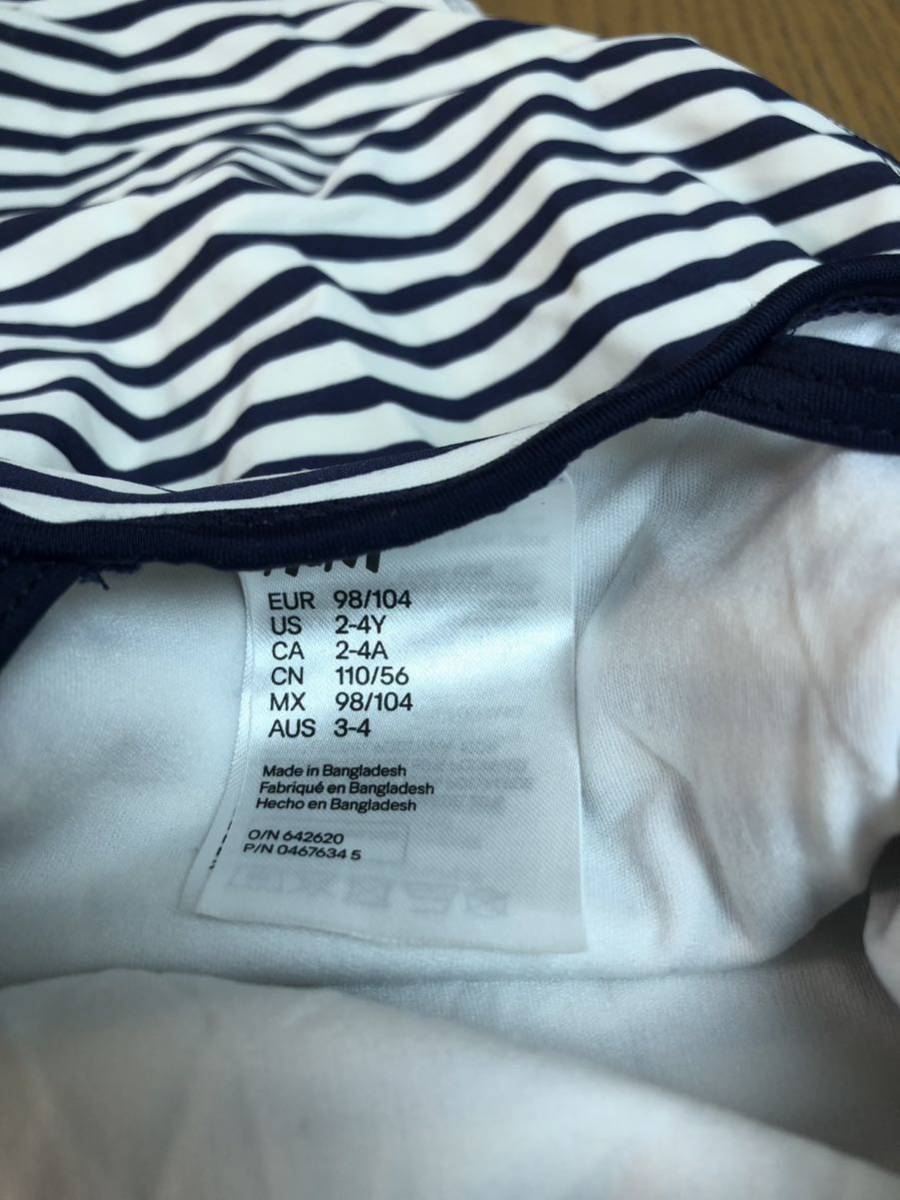 H&M
EUR 98/104
US 2-4Y
CA 2-4A
CN 110/56
MX 98/104
AUS 3-4
Made in Bangladesh
Fabriqué en Bangladesh
Hecho en Bangladesh
O/N 642620
P/N 0467634 5